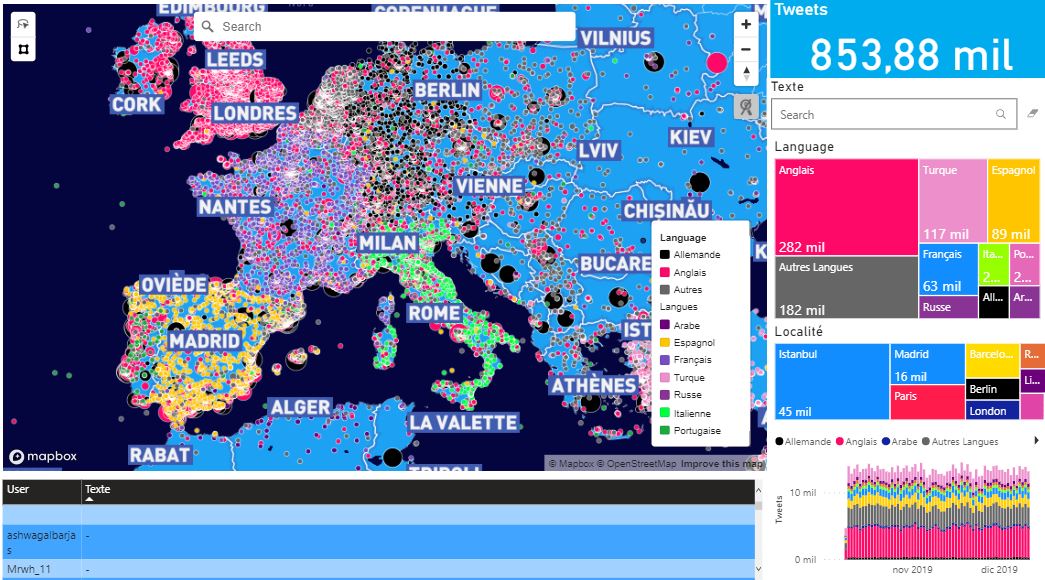 EDIMBOURG
COPENHAGUE
Search
VILNIUS
LEEDS
CORK
LONDRES
BERLIN
KIEV
LVIV
VIENNE
NANTES
CHISINĂU
MILAN
OVIÈDE
ROME
MADRID
ATHÈNES
ALGER
LA VALETTE
RABAT
mapbox
© Mapbox © OpenStreetMap Improve this map
Language
Allemande
Anglais
Autres
Langues
Arabe
Espagnol
Français
Turque
Russe
Italienne
Portugaise
User Texte
ashwagalbarja
s
-
Mrwh_11 -
Tweets
853,88 mil
Texte
Search
Language
Anglais
282 mil
Turque
117 mil
Espagnol
89 mil
Autres Langues
182 mil
Français
63 mil
Ita...
2...
Po...
2...
Russe
All...
Ar...
Localité
Istanbul
45 mil
Madrid
16 mil
Paris
Barcelo...
Berlin
London
R...
Li...
Allemande Anglais Arabe Autres Langues
Tweets
10 mil
0 mil
nov 2019 dic 2019